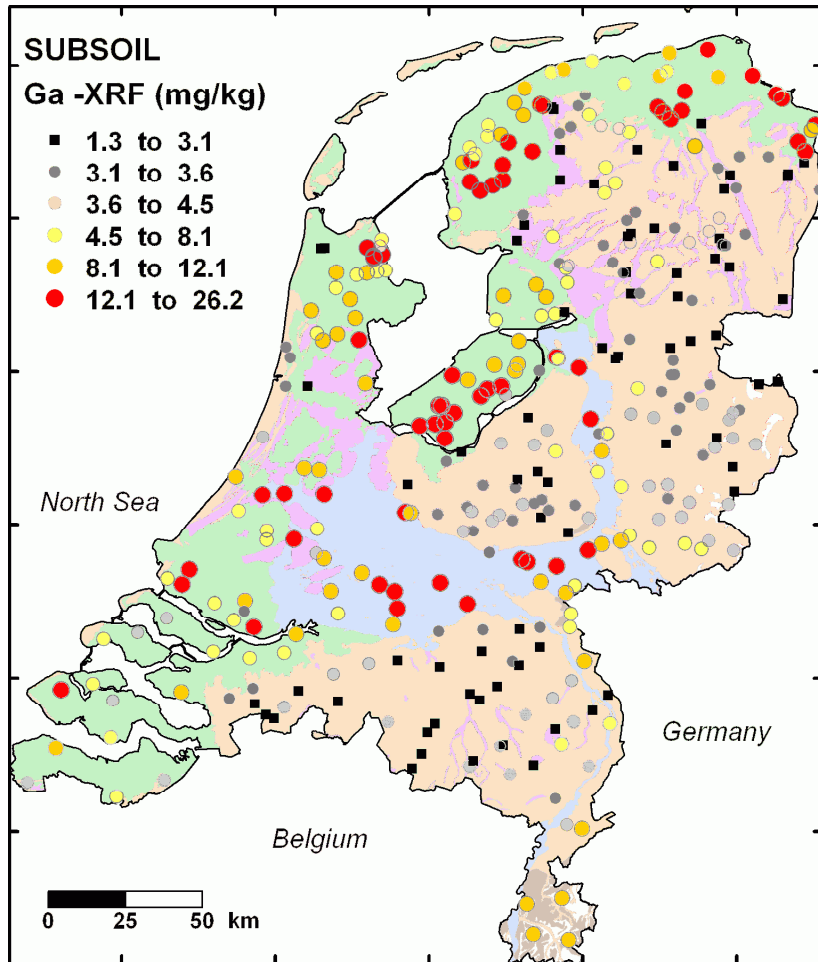 SUBSOIL
Ga -XRF (mg/kg)
1.3 to 3.1
3.1 to 3.6
3.6 to 4.5
4.5 to 8.1
8.1 to 12.1
12.1 to 26.2
North Sea
Germany
Belgium
0 25 50 km